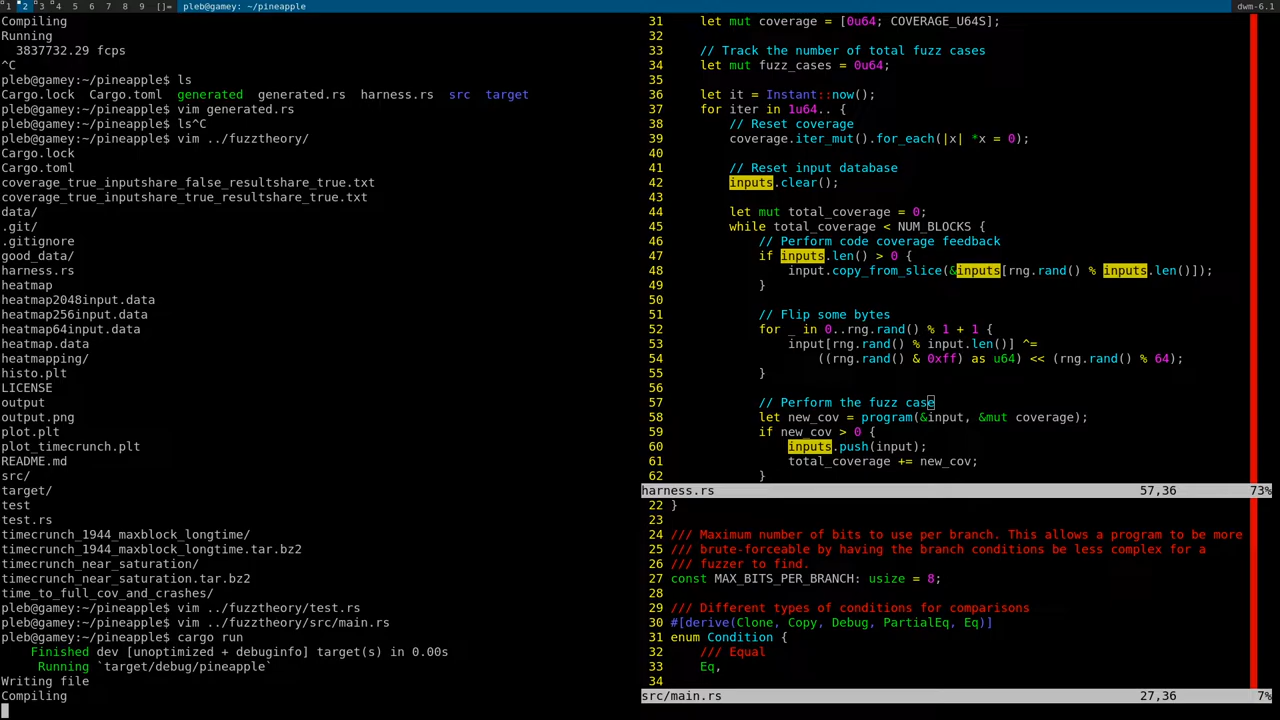 1 2 3 4 5 6 7 8 9 []= pleb@gamey: ~/pineapple dwm-6.1
Compiling
Running
  3837732.29 fcps
^C
pleb@gamey:~/pineapple$ ls
Cargo.lock  Cargo.toml  generated  generated.rs  harness.rs  src  target
pleb@gamey:~/pineapple$ vim generated.rs
pleb@gamey:~/pineapple$ ls^C
pleb@gamey:~/pineapple$ vim ../fuzztheory/
Cargo.lock
Cargo.toml
coverage_true_inputshare_false_resultshare_true.txt
coverage_true_inputshare_true_resultshare_true.txt
data/
.git/
.gitignore
good_data/
harness.rs
heatmap
heatmap2048input.data
heatmap256input.data
heatmap64input.data
heatmap.data
heatmapping/
histo.plt
LICENSE
output
output.png
plot.plt
plot_timecrunch.plt
README.md
src/
target/
test
test.rs
timecrunch_1944_maxblock_longtime/
timecrunch_1944_maxblock_longtime.tar.bz2
timecrunch_near_saturation/
timecrunch_near_saturation.tar.bz2
time_to_full_cov_and_crashes/
pleb@gamey:~/pineapple$ vim ../fuzztheory/test.rs
pleb@gamey:~/pineapple$ vim ../fuzztheory/src/main.rs
pleb@gamey:~/pineapple$ cargo run
    Finished dev [unoptimized + debuginfo] target(s) in 0.00s
     Running `target/debug/pineapple`
Writing file
Compiling
31     let mut coverage = [0u64; COVERAGE_U64S];
32
33     // Track the number of total fuzz cases
34     let mut fuzz_cases = 0u64;
35
36     let it = Instant::now();
37     for iter in 1u64.. {
38         // Reset coverage
39         coverage.iter_mut().for_each(|x| *x = 0);
40
41         // Reset input database
42         inputs.clear();
43
44         let mut total_coverage = 0;
45         while total_coverage < NUM_BLOCKS {
46             // Perform code coverage feedback
47             if inputs.len() > 0 {
48                 input.copy_from_slice(&inputs[rng.rand() % inputs.len()]);
49             }
50
51             // Flip some bytes
52             for _ in 0..rng.rand() % 1 + 1 {
53                 input[rng.rand() % input.len()] ^=
54                     ((rng.rand() & 0xff) as u64) << (rng.rand() % 64);
55             }
56
57             // Perform the fuzz case
58             let new_cov = program(&input, &mut coverage);
59             if new_cov > 0 {
60                 inputs.push(input);
61                 total_coverage += new_cov;
62             }
harness.rs 57,36 73%
22 }
23
24 /// Maximum number of bits to use per branch. This allows a program to be more
25 /// brute-forceable by having the branch conditions be less complex for a
26 /// fuzzer to find.
27 const MAX_BITS_PER_BRANCH: usize = 8;
28
29 /// Different types of conditions for comparisons
30 #[derive(Clone, Copy, Debug, PartialEq, Eq)]
31 enum Condition {
32     /// Equal
33     Eq,
34
src/main.rs 27,36 7%